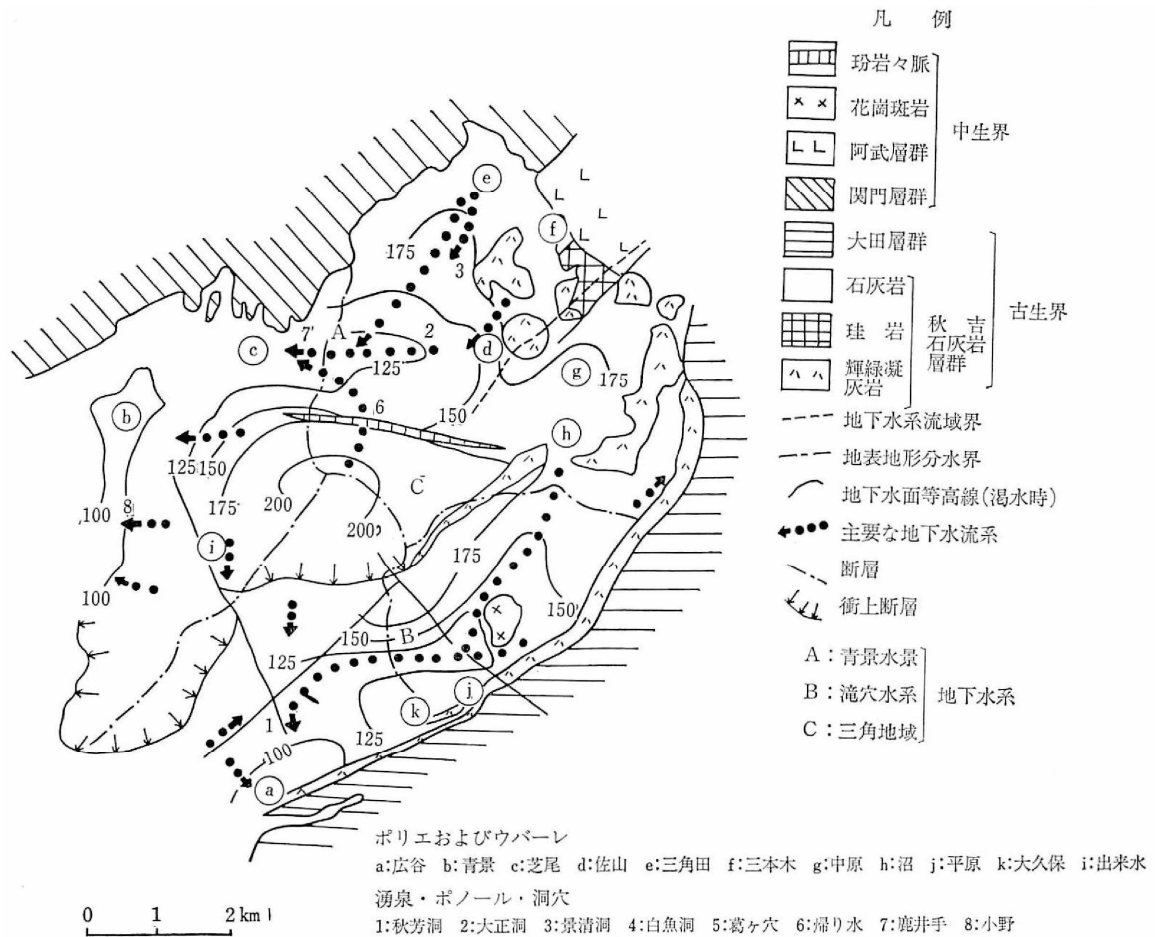 凡 例
玢岩々脈
花崗斑岩
阿武層群
関門層群
中生界
大田層群
石灰岩
珪 岩
輝緑凝灰岩
秋吉石灰岩層群
古生界
地下水系流域界
地表地形分水界
地下水面等高線(渇水時)
主要な地下水流系
断層
衝上断層
A:青景水景
B:滝穴水系
C:三角地域
地下水系
e
175
f
3
7
A
2
c
d
125
g
175
b
6
150
h
125
150
C
175
200
100
8
200
i
175
100
150
150
B
125
j
k
1
125
100
a
ポリエおよびウバーレ
a:広谷 b:青景 c:芝尾 d:佐山 e:三角田 f:三本木 g:中原 h:沼 j:平原 k:大久保 i:出来水
湧泉・ポノール・洞穴
1:秋芳洞 2:大正洞 3:景清洞 4:白魚洞 5:葛ヶ穴 6:帰り水 7:鹿井手 8:小野
0 1 2 km